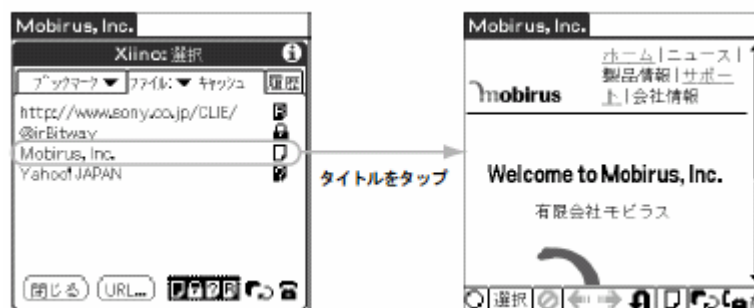 Mobirus, Inc.
Xiino: 選択
ブックマーク ▼ ファイル: ▼ キャッシュ 履歴
http://www.sony.co.jp/CLIE/
@irBitway
Mobirus, Inc.
Yahoo! JAPAN
閉じる URL...
タイトルをタップ
Mobirus, Inc.
mobirus
ホーム | ニュース |
製品情報 | サポー
ト | 会社情報
Welcome to Mobirus, Inc.
有限会社モビラス
選択